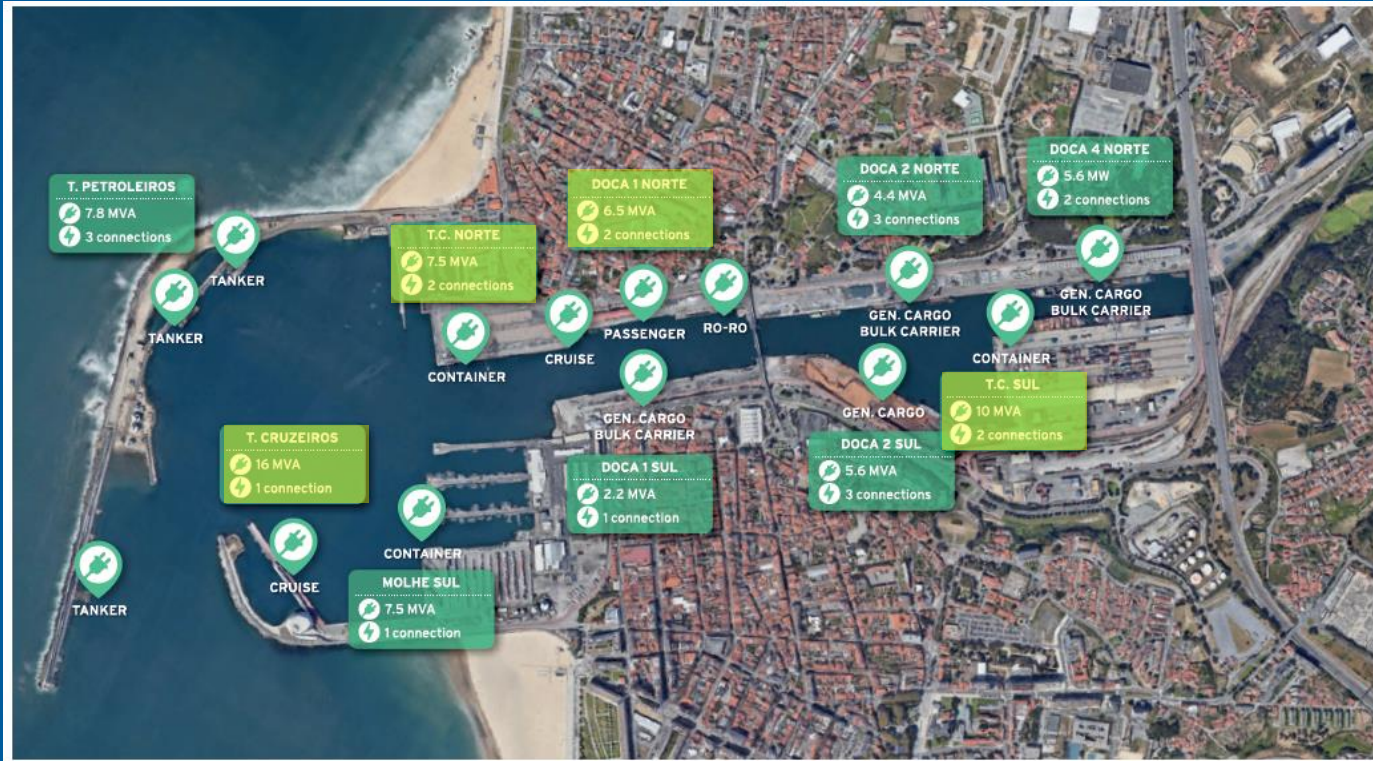 T. PETROLEIROS
7.8 MVA
3 connections
TANKER
TANKER
T.C. NORTE
7.5 MVA
2 connections
CONTAINER
DOCA 1 NORTE
6.5 MVA
2 connections
CRUISE
PASSENGER
RO-RO
DOCA 2 NORTE
4.4 MVA
3 connections
GEN. CARGO
BULK CARRIER
DOCA 4 NORTE
5.6 MW
2 connections
GEN. CARGO
BULK CARRIER
CONTAINER
T.C. SUL
10 MVA
2 connections
GEN. CARGO
DOCA 2 SUL
5.6 MVA
3 connections
GEN. CARGO
BULK CARRIER
DOCA 1 SUL
2.2 MVA
1 connection
T. CRUZEIROS
16 MVA
1 connection
CRUISE
CONTAINER
MOLHE SUL
7.5 MVA
1 connection
TANKER